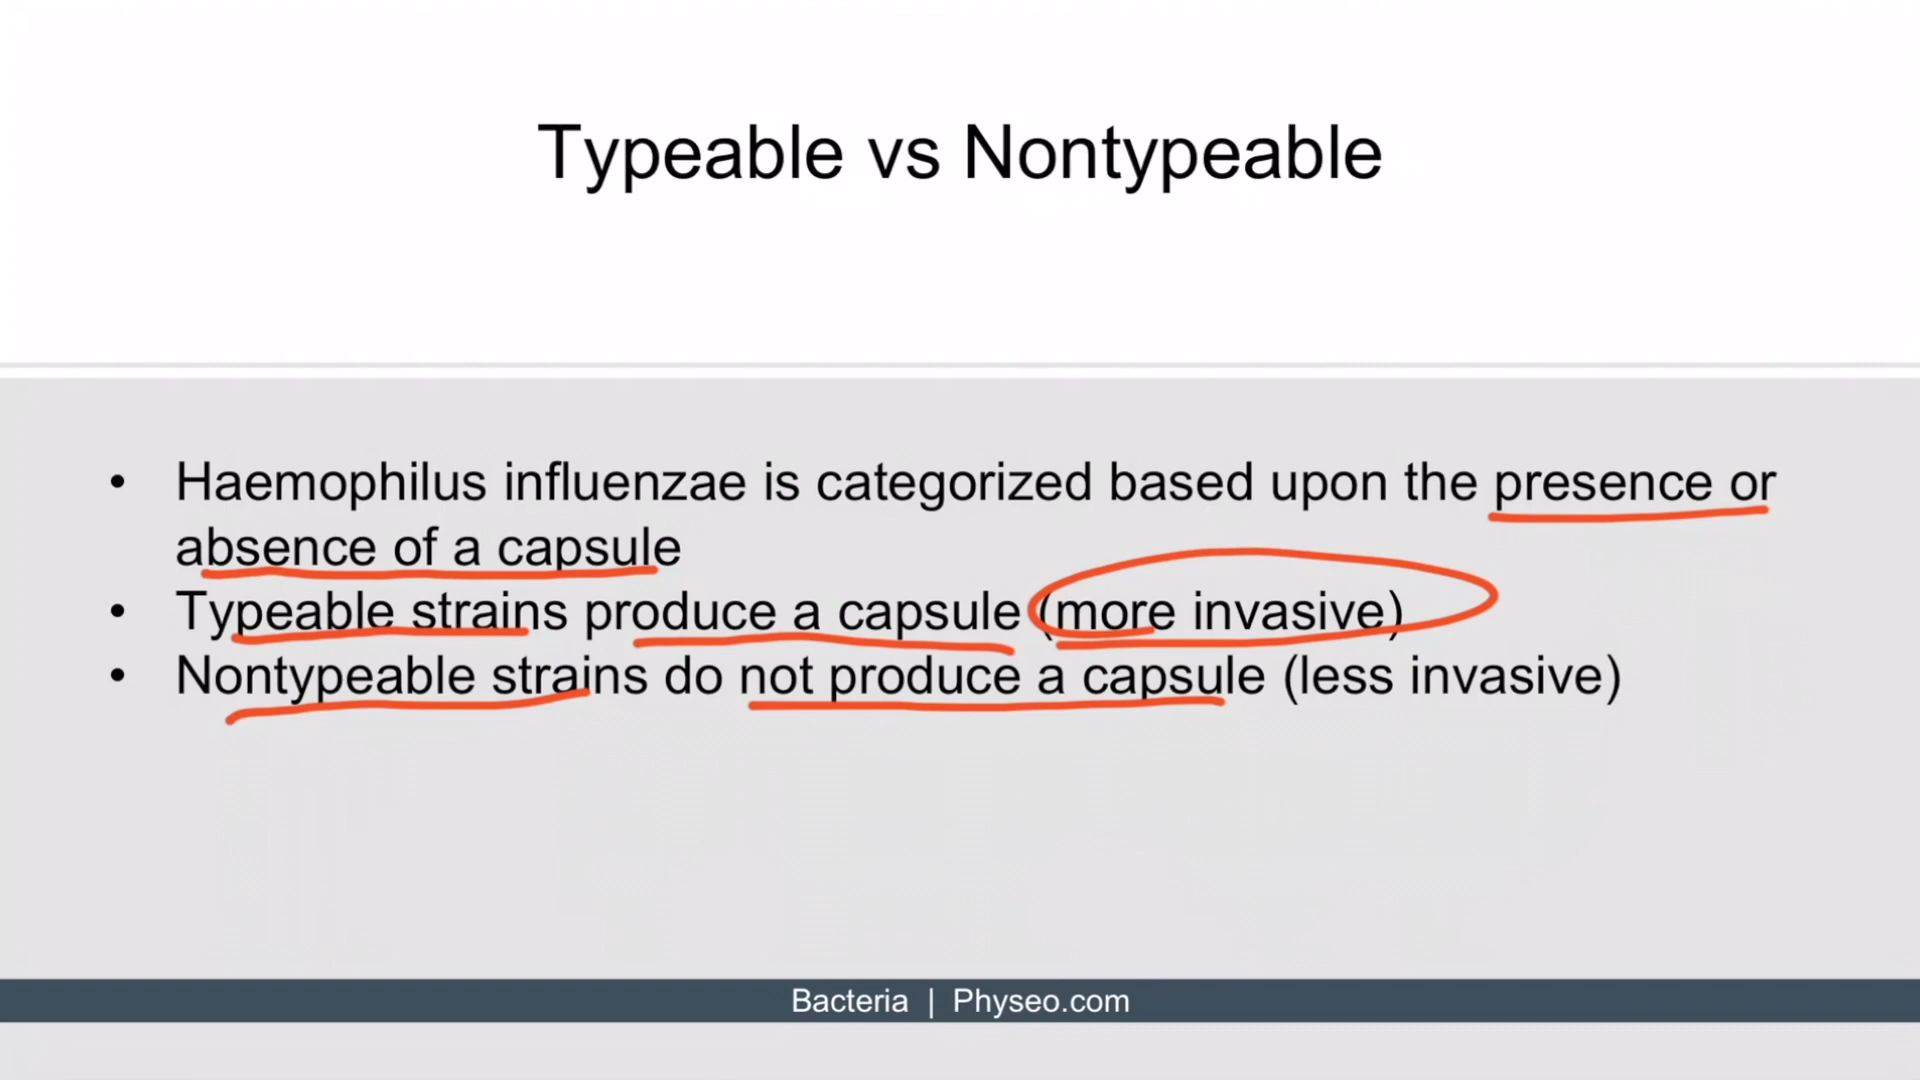 Typeable vs Nontypeable
• Haemophilus influenzae is categorized based upon the presence or
absence of a capsule
• Typeable strains produce a capsule (more invasive)
• Nontypeable strains do not produce a capsule (less invasive)
Bacteria | Physeo.com